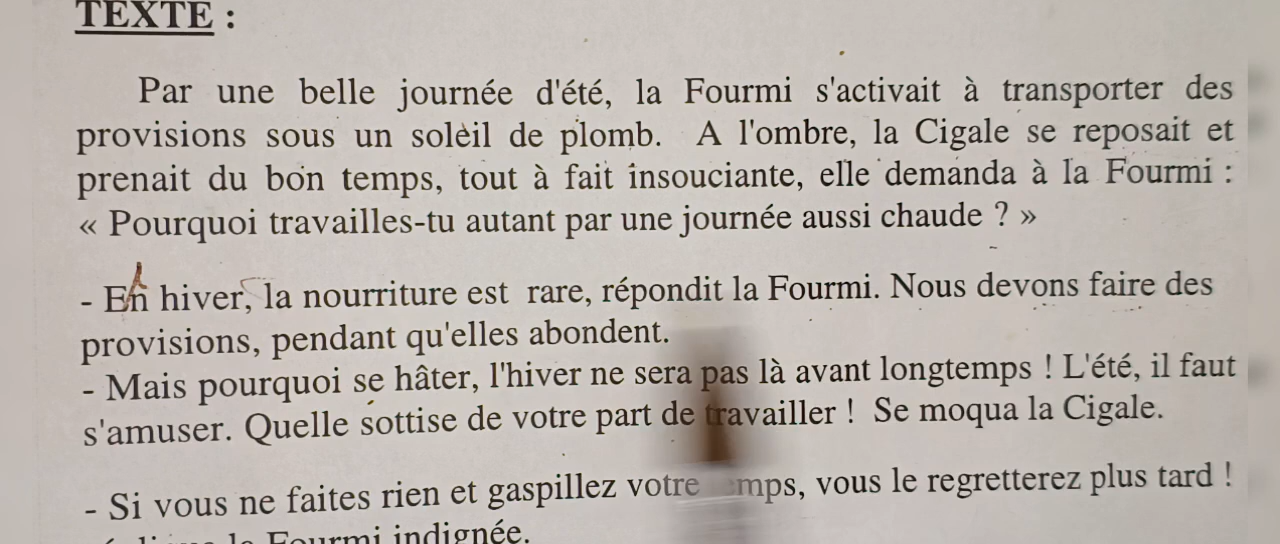 TEXTE :
Par une belle journée d'été, la Fourmi s'activait à transporter des
provisions sous un soleil de plomb. A l'ombre, la Cigale se reposait et
prenait du bon temps, tout à fait insouciante, elle demanda à la Fourmi :
« Pourquoi travailles-tu autant par une journée aussi chaude ? »
- En hiver, la nourriture est rare, répondit la Fourmi. Nous devons faire des
provisions, pendant qu'elles abondent.
- Mais pourquoi se hâter, l'hiver ne sera pas là avant longtemps ! L'été, il faut
s'amuser. Quelle sottise de votre part de travailler ! Se moqua la Cigale.
- Si vous ne faites rien et gaspillez votre vous le regretterez plus tard !
la Fourmi indignée.